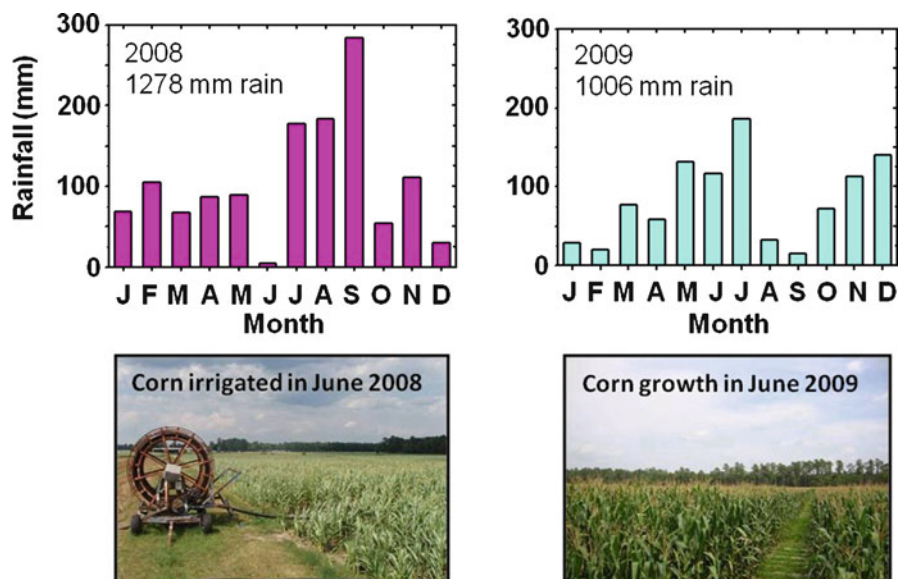 300
200
100
0
Rainfall (mm)
2008
1278 mm rain
J F M A M J J A S O N D
Month
300
200
100
0
2009
1006 mm rain
J F M A M J J A S O N D
Month
Corn irrigated in June 2008
Corn growth in June 2009